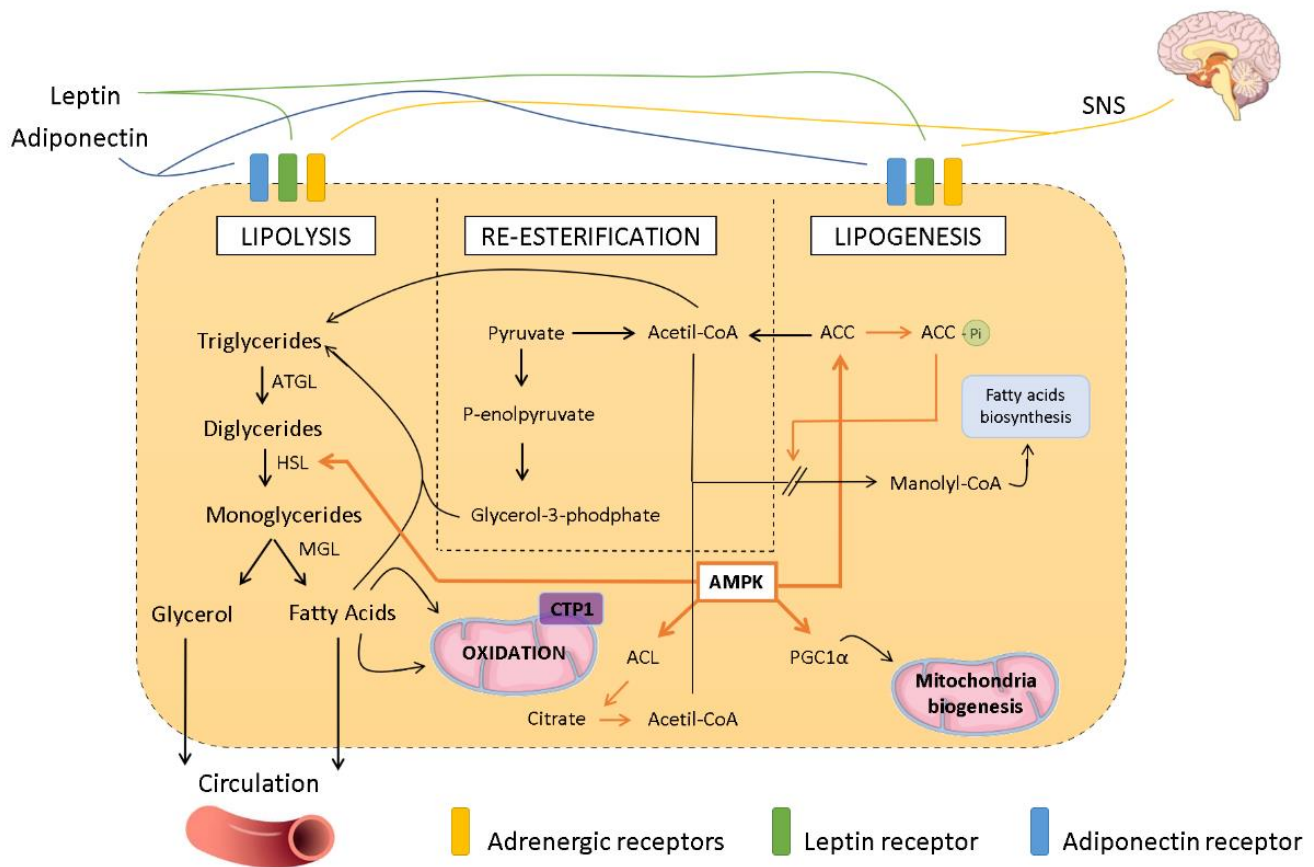 Leptin
Adiponectin
SNS
LIPOLYSIS
RE-ESTERIFICATION
LIPOGENESIS
Triglycerides
ATGL
Diglycerides
HSL
Monoglycerides
MGL
Glycerol
Fatty Acids
Pyruvate
Acetil-CoA
P-enolpyruvate
Glycerol-3-phodphate
ACC
ACC
Pi
Fatty acids
biosynthesis
Manolyl-CoA
AMPK
CTP1
OXIDATION
ACL
PGC1α
Citrate
Acetil-CoA
Mitochondria
biogenesis
Circulation
Adrenergic receptors
Leptin receptor
Adiponectin receptor